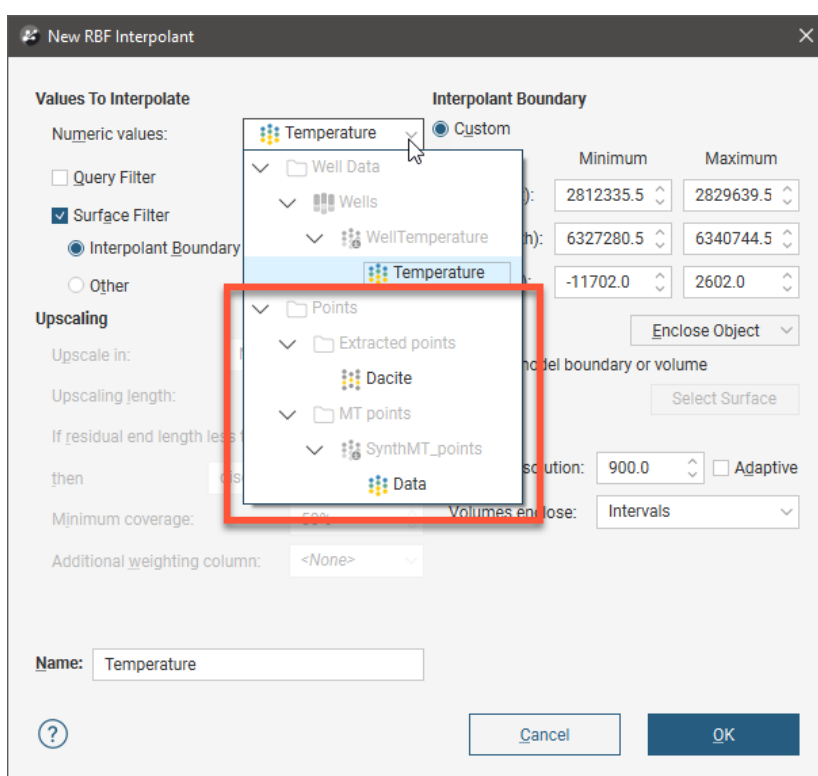 New RBF Interpolant
Values To Interpolate
Interpolant Boundary
Numeric values:
Temperature
Custom
Well Data
Minimum
Maximum
Query Filter
Wells
):
2812335.5
2829639.5
Surface Filter
WellTemperature
h):
6327280.5
6340744.5
Interpolant Boundary
Temperature
):
-11702.0
2602.0
Other
Points
Upscaling
Enclose Object
Upscale in:
Extracted points
model boundary or volume
Dacite
Upscaling length:
Select Surface
MT points
If residual end length less
SynthMT_points
900.0
Adaptive
then
Data
Minimum coverage:
50%
Volumes enclose:
Intervals
Additional weighting column:
<None>
Name:
Temperature
?
Cancel
OK